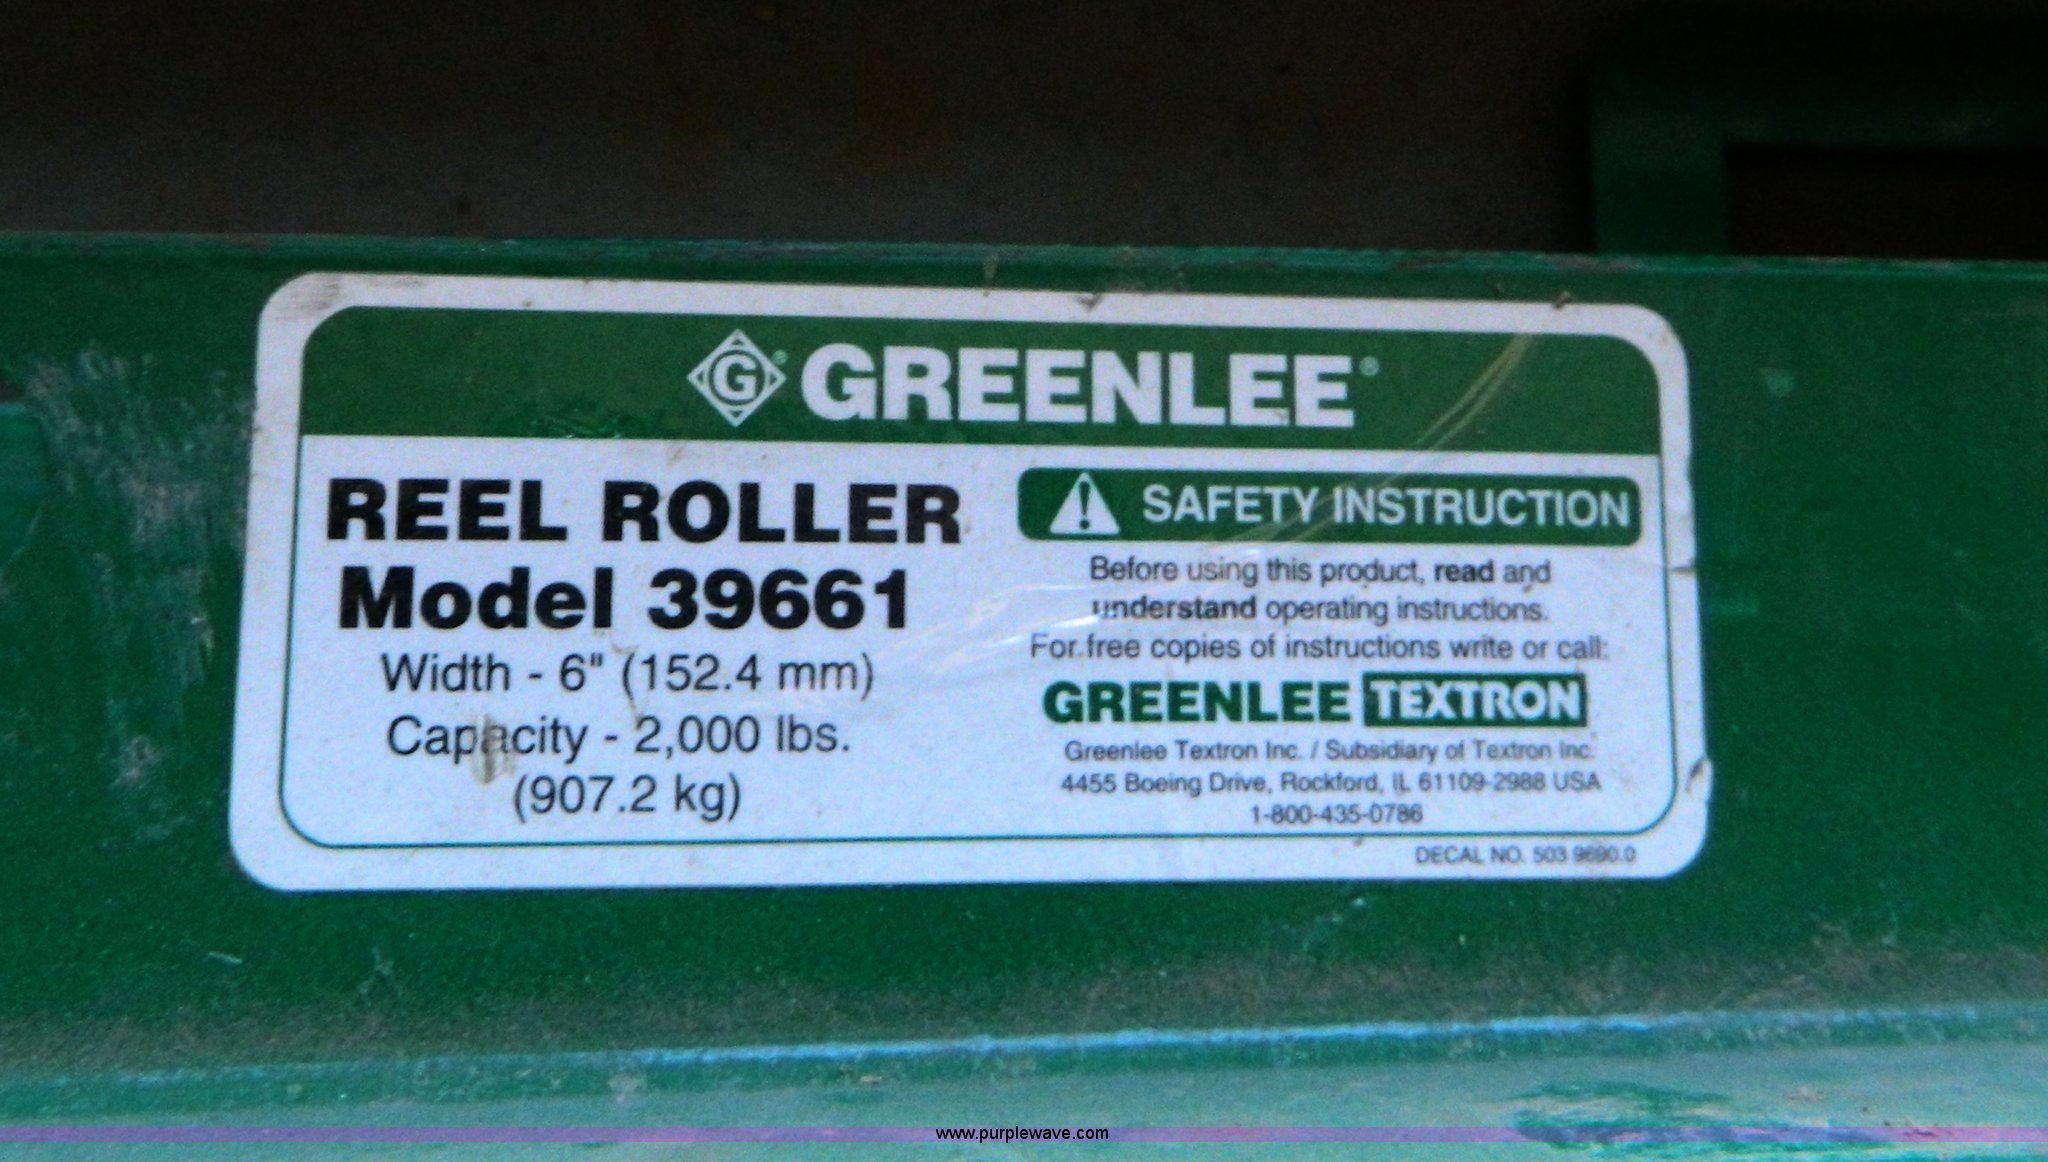 G® GREENLEE®
REEL ROLLER
Model 39661
Width - 6" (152.4 mm)
Capacity - 2,000 lbs.
(907.2 kg)
SAFETY INSTRUCTION
Before using this product, read and
understand operating instructions.
For free copies of instructions write or call:
GREENLEE TEXTRON
Greenlee Textron Inc. / Subsidiary of Textron Inc.
4455 Boeing Drive, Rockford, IL 61109-2988 USA
1-800-435-0786
DECAL NO. 503 9690.0
www.purplewave.com